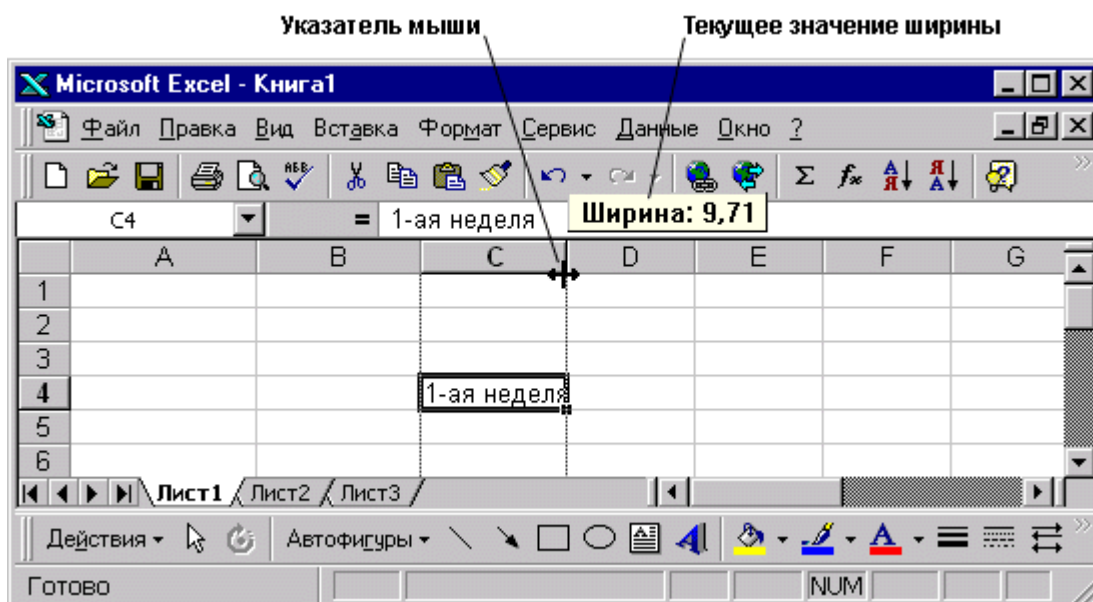 Указатель мыши Текущее значение ширины
Microsoft Excel - Книга1
Файл Правка Вид Вставка Формат Сервис Данные Окно ?
ABC Σ fx А Я Я А ?
C4 = 1-ая неделя Ширина: 9,71
A B C D E F G
1
2
3
4 1-ая неделя
5
6
Лист1 Лист2 Лист3
Действия Автофигуры A A A
Готово NUM